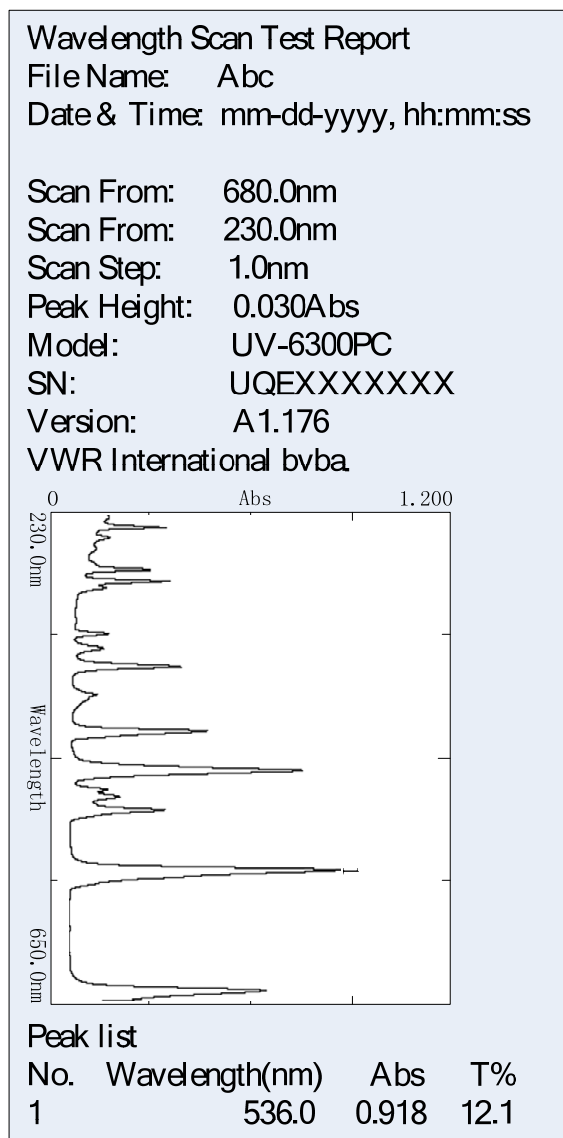 Wavelength Scan Test Report
File Name: Abc
Date & Time: mm-dd-yyyy, hh:mm:ss
Scan From: 680.0nm
Scan From: 230.0nm
Scan Step: 1.0nm
Peak Height: 0.030Abs
Model: UV-6300PC
SN: UQEXXXXXXX
Version: A1.176
VWR International bvba.
0 Abs 1.200
230.0nm
Wavelength
650.0nm
1
Peak list
No. Wavelength(nm) Abs T%
1 536.0 0.918 12.1